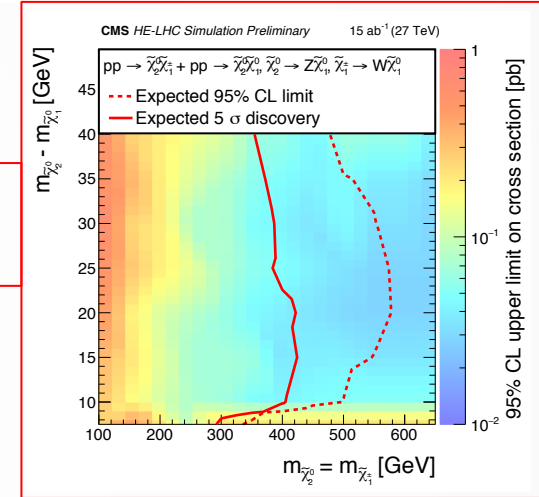 CMS HE-LHC Simulation Preliminary 15 ab⁻¹ (27 TeV)
pp → χ̃₂⁰χ̃₁± + pp → χ̃₂⁰χ̃₁⁰, χ̃₂⁰ → Zχ̃₁⁰, χ̃₁± → Wχ̃₁⁰
Expected 95% CL limit
Expected 5 σ discovery
m_χ̃₂⁰ - m_χ̃₁⁰ [GeV]
45
40
35
30
25
20
15
10
100 200 300 400 500 600
m_χ̃₂⁰ = m_χ̃₁± [GeV]
1
10⁻¹
10⁻²
95% CL upper limit on cross section [pb]